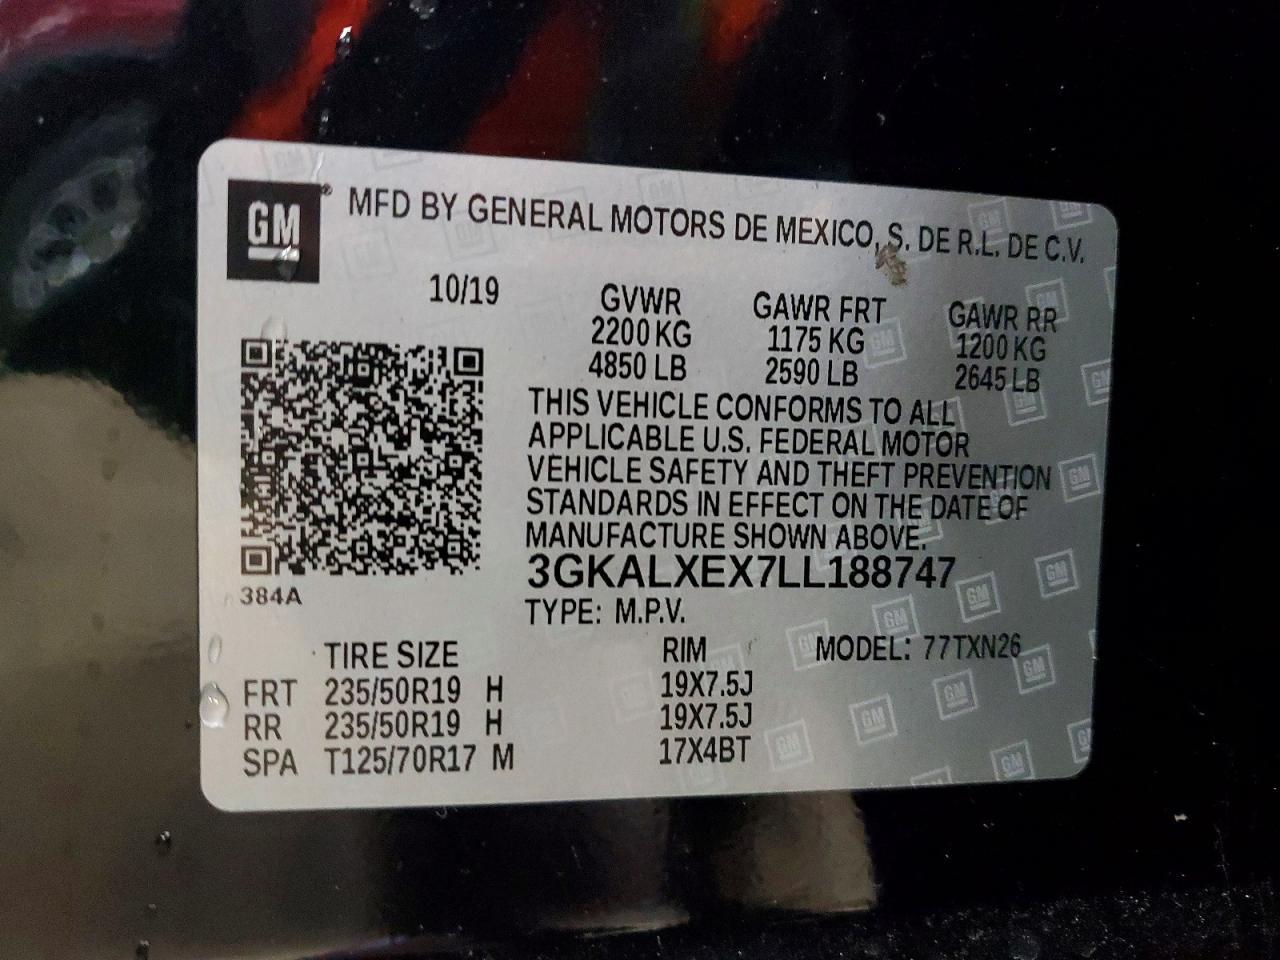 GM® MFD BY GENERAL MOTORS DE MEXICO, S. DE R.L. DE C.V.
10/19
GVWR GAWR FRT GAWR RR
2200 KG 1175 KG 1200 KG
4850 LB 2590 LB 2645 LB
THIS VEHICLE CONFORMS TO ALL
APPLICABLE U.S. FEDERAL MOTOR
VEHICLE SAFETY AND THEFT PREVENTION
STANDARDS IN EFFECT ON THE DATE OF
MANUFACTURE SHOWN ABOVE.
3GKALXEX7LL188747
384A
TYPE: M.P.V.
TIRE SIZE RIM MODEL: 77TXN26
FRT 235/50R19 H 19X7.5J
RR 235/50R19 H 19X7.5J
SPA T125/70R17 M 17X4BT